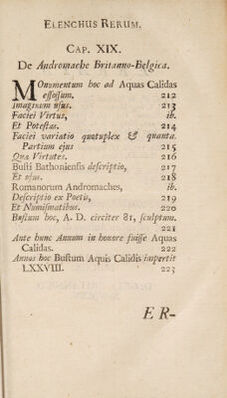 ELENCHUS RERUM.
CAP. XIX.
De Andromache Britanno-Belgica.
Monumentum hoc ad Aquas Calidas
effossum. 212
Imaginum usus. 213
Faciei Virtus, ib.
Et Potestas. 214
Faciei variatio quotuplex & quanta.
Partium ejus 215
Qua Virtutes. 216
Busti Bathoniensis descriptio, 217
Et usus. 218
Romanorum Andromaches, ib.
Descriptio ex Poetis, 219
Et Numismatibus. 220
Bustum hoc, A. D. circiter 81, sculptum.
221
Ante hunc Annum in honore fuisse Aquas
Calidas. 222
Annos hoc Bustum Aquis Calidis impertit
LXXVIII. 223
ER-